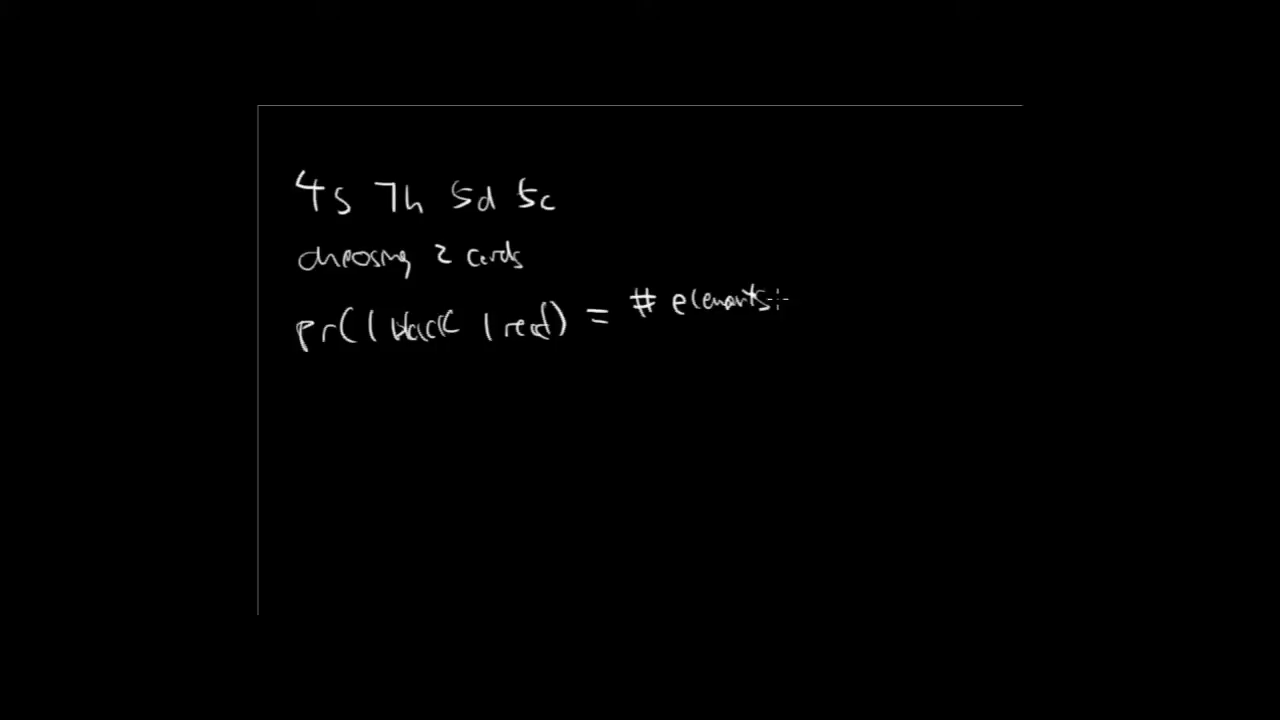 4s 7h 5d 5c
choosing 2 cards
pr(1 black 1 red) = # elements